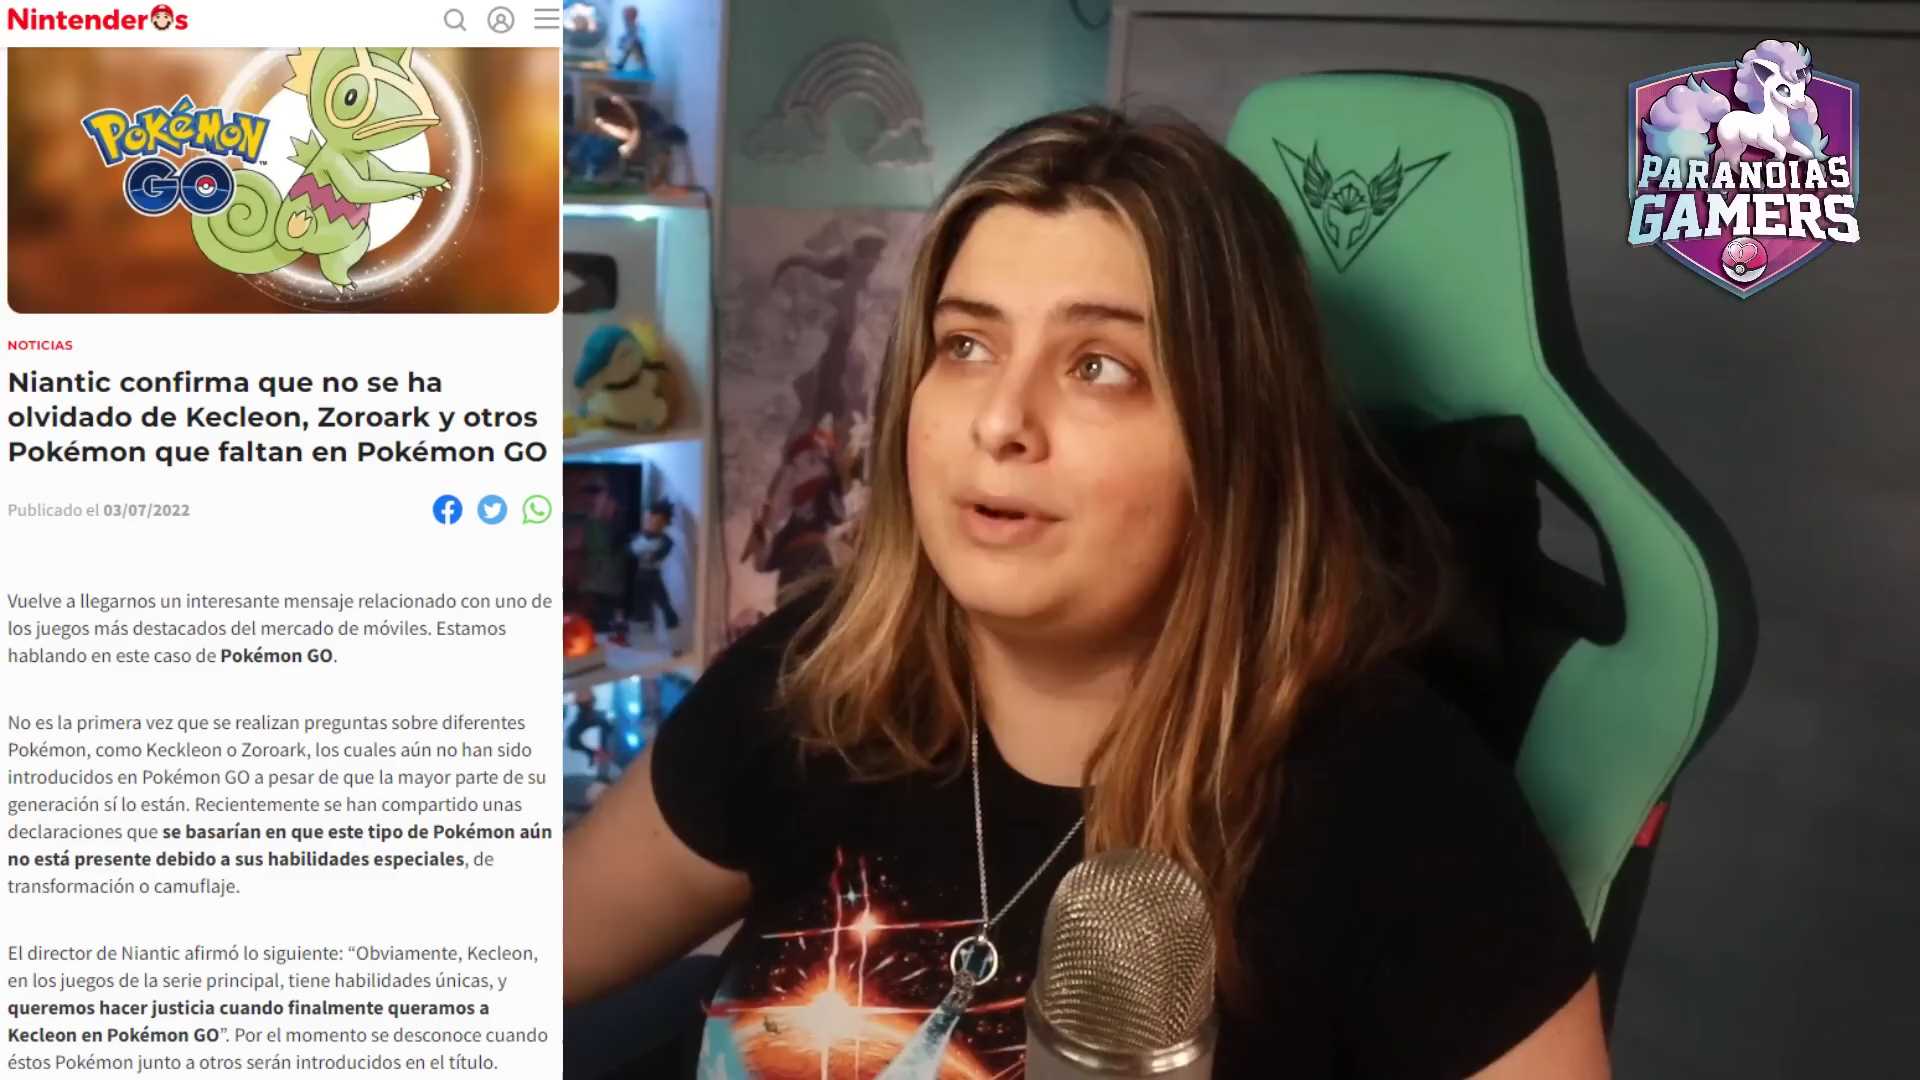 NintenderOs
POKÉMON
GO
NOTICIAS
Niantic confirma que no se ha
olvidado de Kecleon, Zoroark y otros
Pokémon que faltan en Pokémon GO
Publicado el 03/07/2022
Vuelve a llegarnos un interesante mensaje relacionado con uno de
los juegos más destacados del mercado de móviles. Estamos
hablando en este caso de Pokémon GO.
No es la primera vez que se realizan preguntas sobre diferentes
Pokémon, como Keckleon o Zoroark, los cuales aún no han sido
introducidos en Pokémon GO a pesar de que la mayor parte de su
generación sí lo están. Recientemente se han compartido unas
declaraciones que se basarían en que este tipo de Pokémon aún
no está presente debido a sus habilidades especiales, de
transformación o camuflaje.
El director de Niantic afirmó lo siguiente: “Obviamente, Kecleon,
en los juegos de la serie principal, tiene habilidades únicas, y
queremos hacer justicia cuando finalmente queramos a
Kecleon en Pokémon GO”. Por el momento se desconoce cuando
éstos Pokémon junto a otros serán introducidos en el título.
PARANOIAS
GAMERS